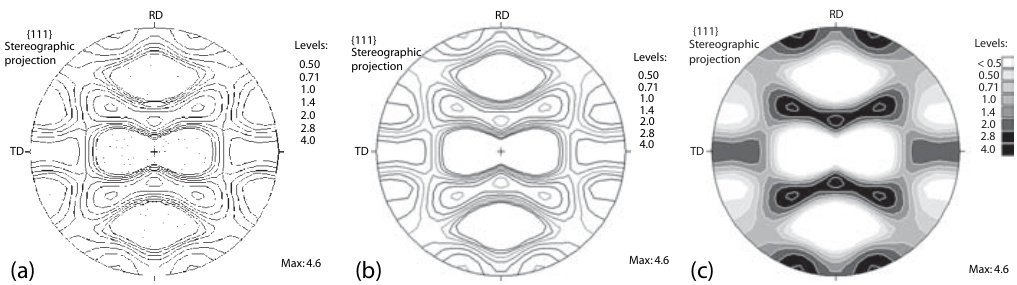 RD
{111}
Stereographic
projection
Levels:
0.50
0.71
1.0
1.4
2.0
2.8
4.0
TD
Max: 4.6
(a)
RD
{111}
Stereographic
projection
Levels:
0.50
0.71
1.0
1.4
2.0
2.8
4.0
TD
Max: 4.6
(b)
RD
{111}
Stereographic
projection
Levels:
< 0.5
0.50
0.71
1.0
1.4
2.0
2.8
4.0
TD
Max: 4.6
(c)